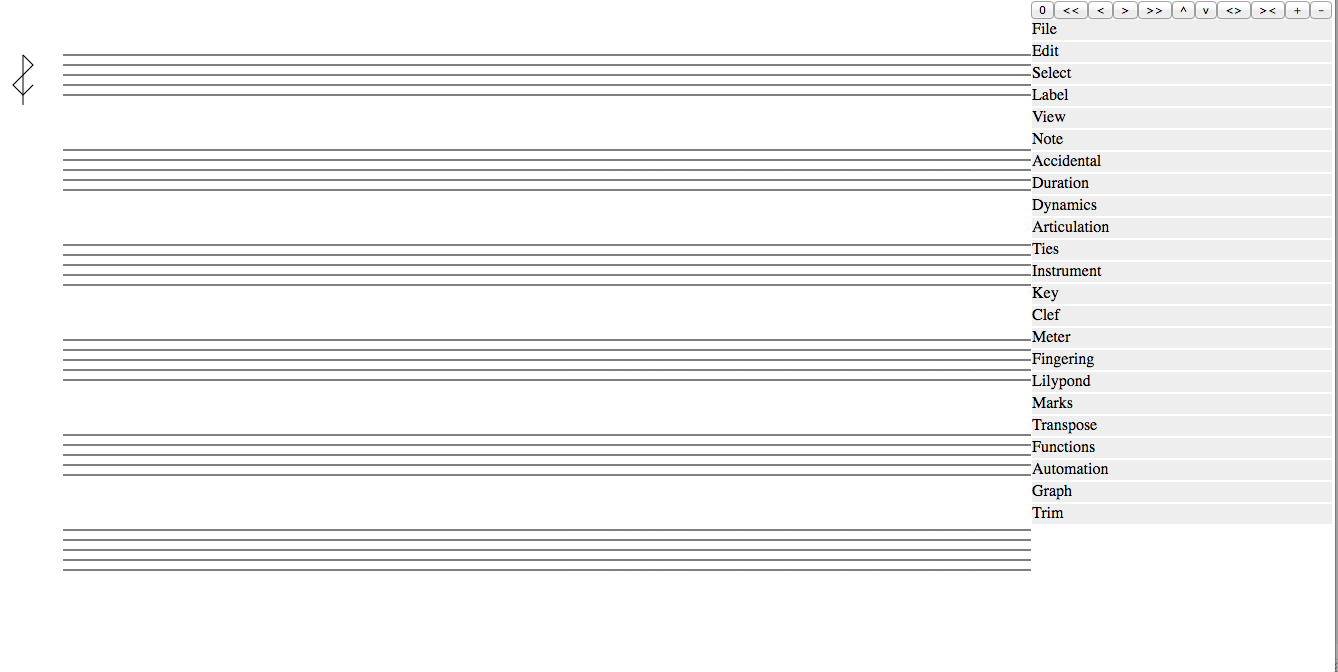 0 << < > >> ^ v <> >< + -
File
Edit
Select
Label
View
Note
Accidental
Duration
Dynamics
Articulation
Ties
Instrument
Key
Clef
Meter
Fingering
Lilypond
Marks
Transpose
Functions
Automation
Graph
Trim